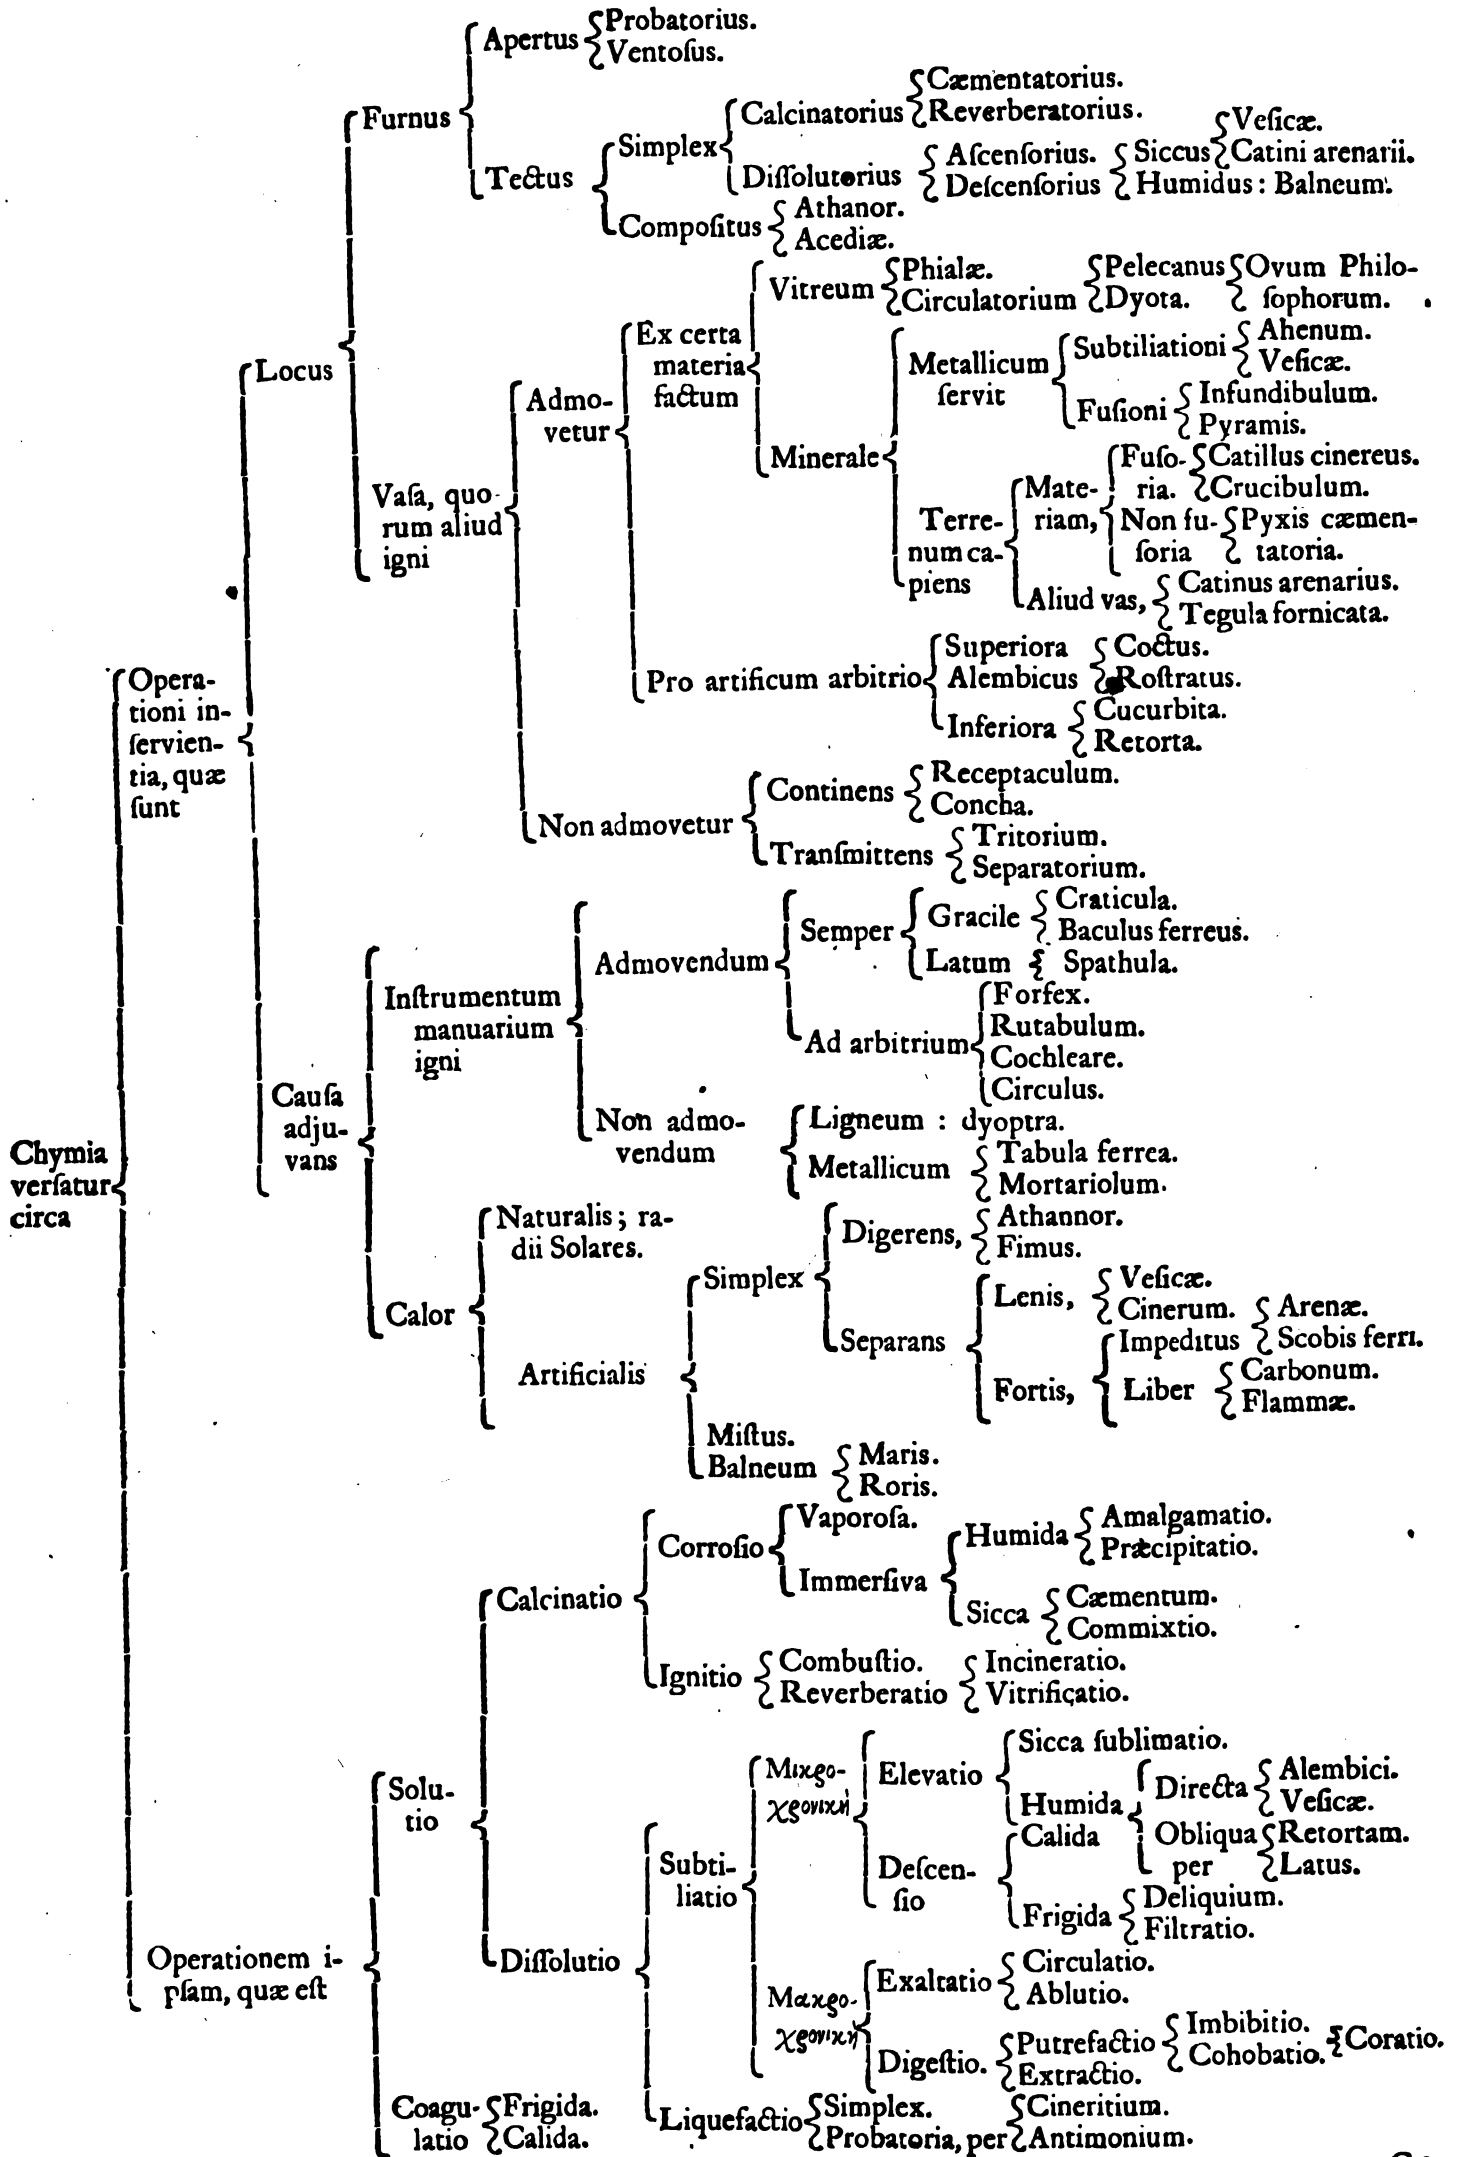 Apertus Probatorius.
Ventoſus.
Furnus
Tectus
Simplex
Calcinatorius
Cæmentatorius.
Reverberatorius.
Diſſolutorius
Aſcenſorius.
Deſcenſorius
Siccus
Veſicæ.
Catini arenarii.
Humidus : Balneum.
Compoſitus
Athanor.
Acediæ.
Locus
Vaſa, quo-
rum aliud
igni
Admo-
vetur
Ex certa
materia
factum
Vitreum
Phialæ.
Circulatorium
Pelecanus
Dyota.
Ovum Philo-
ſophorum.
Minerale
Metallicum
ſervit
Subtiliationi
Ahenum.
Veſicæ.
Fuſioni
Infundibulum.
Pyramis.
Terre-
num ca-
piens
Mate-
riam,
Fuſo-
ria.
Catillus cinereus.
Crucibulum.
Non fu-
ſoria
Pyxis cæmen-
tatoria.
Aliud vas,
Catinus arenarius.
Tegula fornicata.
Pro artificum arbitrio
Superiora
Alembicus
Coctus.
Roſtratus.
Inferiora
Cucurbita.
Retorta.
Non admovetur
Continens
Receptaculum.
Concha.
Tranſmittens
Tritorium.
Separatorium.
Opera-
tioni in-
ſervien-
tia, quæ
ſunt
Cauſa
adju-
vans
Inſtrumentum
manuarium
igni
Admovendum
Semper
Gracile
Craticula.
Baculus ferreus.
Latum
Spathula.
Ad arbitrium
Forfex.
Rutabulum.
Cochleare.
Circulus.
Non admo-
vendum
Ligneum : dyoptra.
Metallicum
Tabula ferrea.
Mortariolum.
Chymia
verſatur
circa
Calor
Naturalis ; ra-
dii Solares.
Artificialis
Simplex
Digerens,
Athannor.
Fimus.
Separans
Lenis,
Veſicæ.
Cinerum.
Fortis,
Impeditus
Arenæ.
Scobis ferri.
Liber
Carbonum.
Flammæ.
Miſtus.
Balneum
Maris.
Roris.
Operationem i-
pſam, quæ eſt
Solu-
tio
Calcinatio
Corroſio
Vaporoſa.
Immerſiva
Humida
Amalgamatio.
Præcipitatio.
Sicca
Cæmentum.
Commixtio.
Ignitio
Combuſtio.
Reverberatio
Incineratio.
Vitrificatio.
Diſſolutio
Subti-
liatio
Μικρο-
χρονικὴ
Elevatio
Sicca ſublimatio.
Humida
Directa
Alembici.
Veſicæ.
Obliqua
per
Retortam.
Latus.
Deſcen-
ſio
Calida
Frigida
Deliquium.
Filtratio.
Μακρο-
χρονικὴ
Exaltatio
Circulatio.
Ablutio.
Digeſtio.
Putrefactio
Extractio.
Imbibitio.
Cohobatio.
Coratio.
Liquefactio
Simplex.
Probatoria, per
Cineritium.
Antimonium.
Coagu-
latio
Frigida.
Calida.